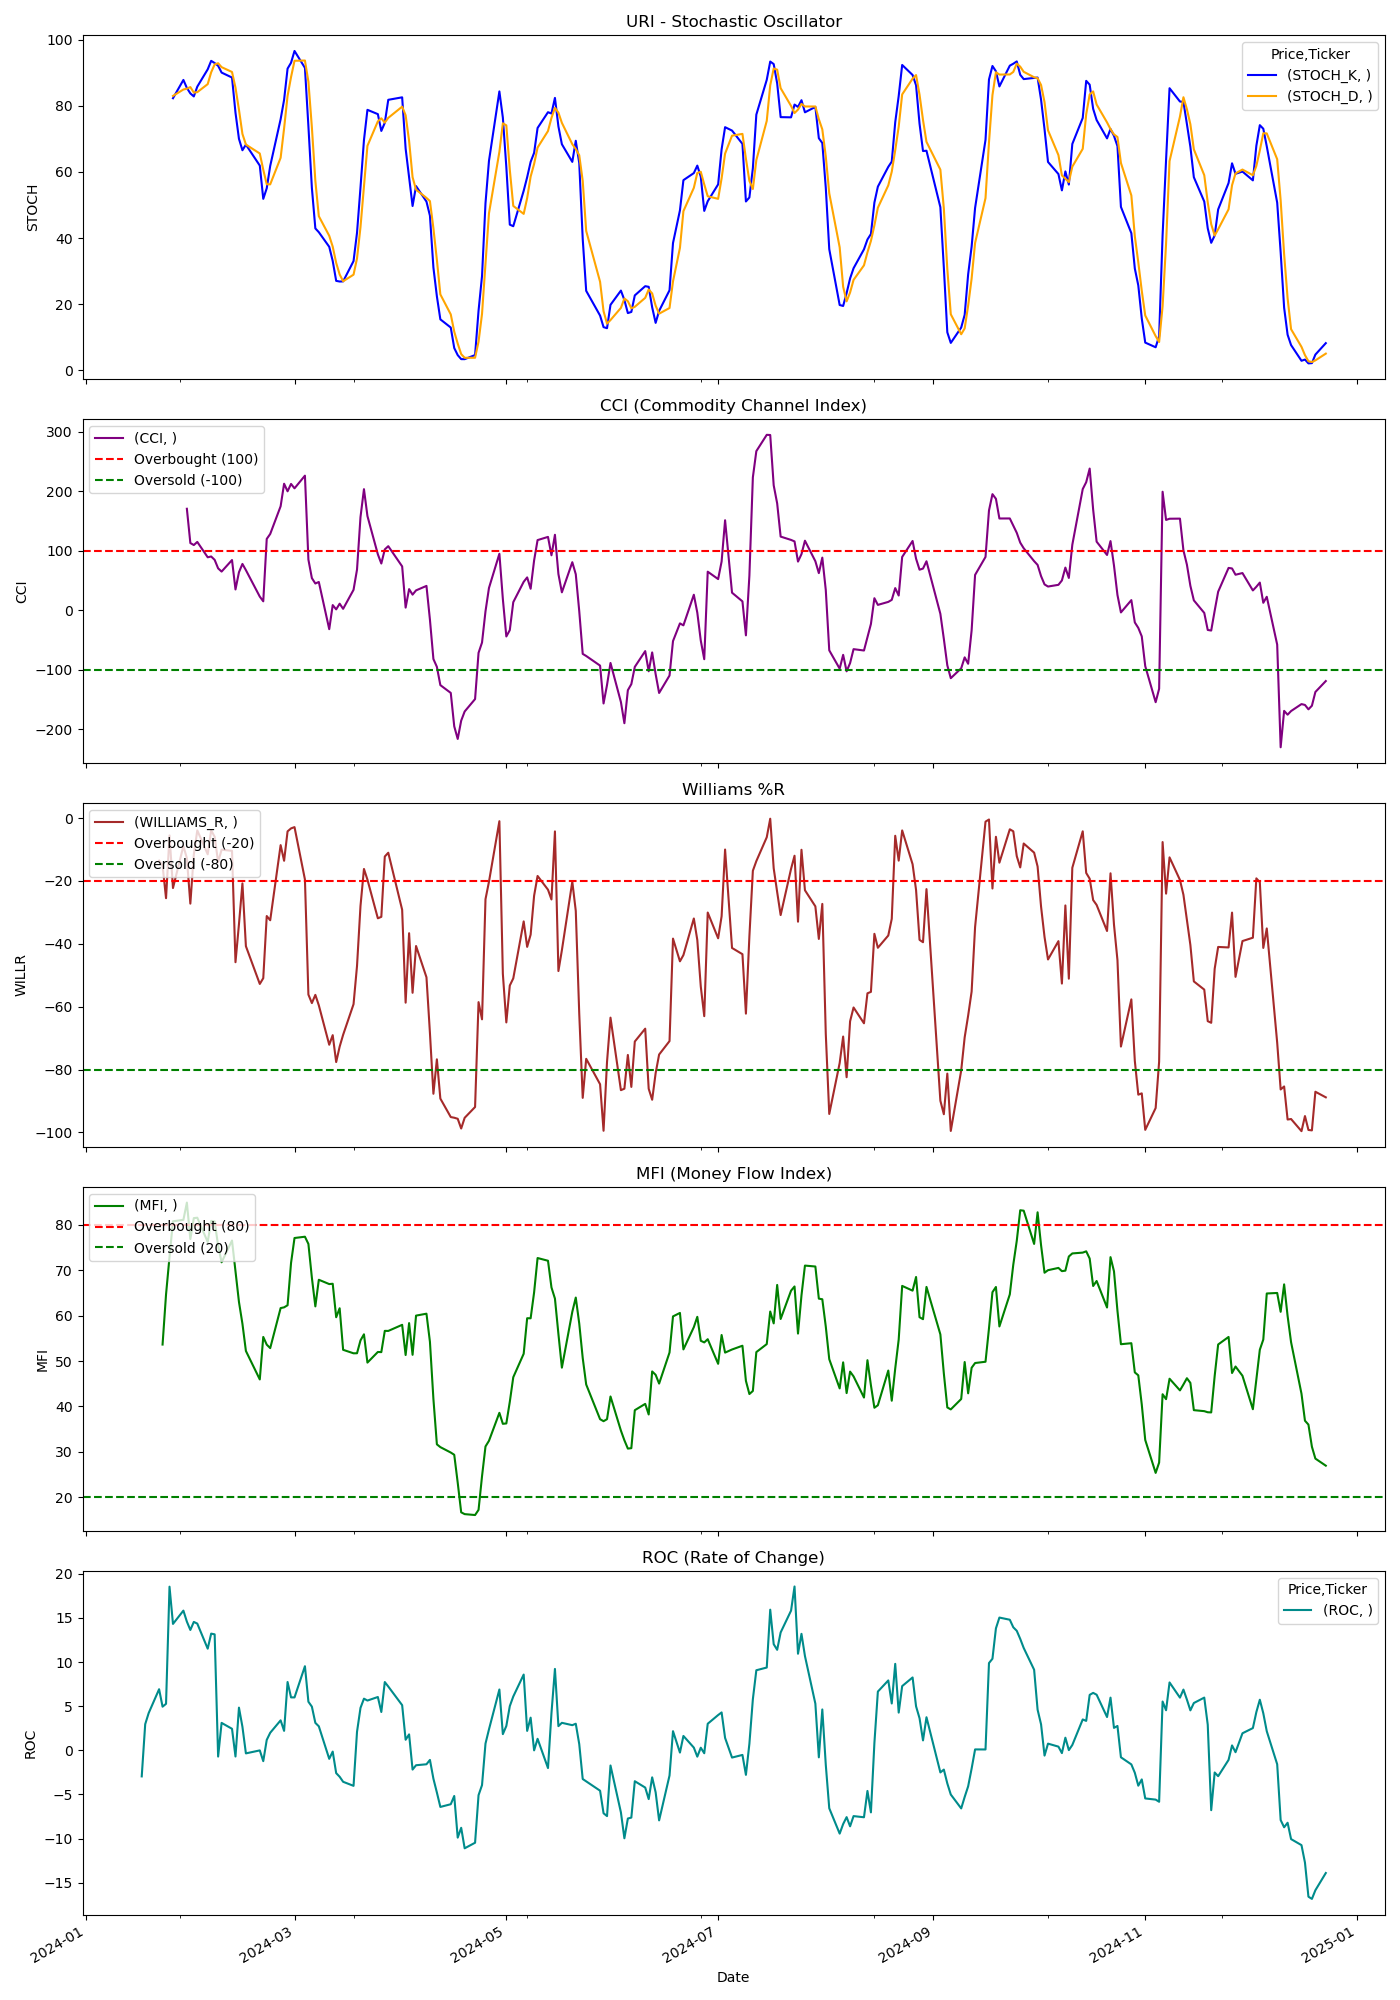 URI - Stochastic Oscillator
100
80
60
40
20
0
STOCH
Price,Ticker
(STOCH_K, )
(STOCH_D, )
CCI (Commodity Channel Index)
300
200
100
0
−100
−200
CCI
(CCI, )
Overbought (100)
Oversold (-100)
Williams %R
0
−20
−40
−60
−80
−100
WILLR
(WILLIAMS_R, )
Overbought (-20)
Oversold (-80)
MFI (Money Flow Index)
80
70
60
50
40
30
20
MFI
(MFI, )
Overbought (80)
Oversold (20)
ROC (Rate of Change)
20
15
10
5
0
−5
−10
−15
ROC
Price,Ticker
(ROC, )
2024-01
2024-03
2024-05
2024-07
2024-09
2024-11
2025-01
Date